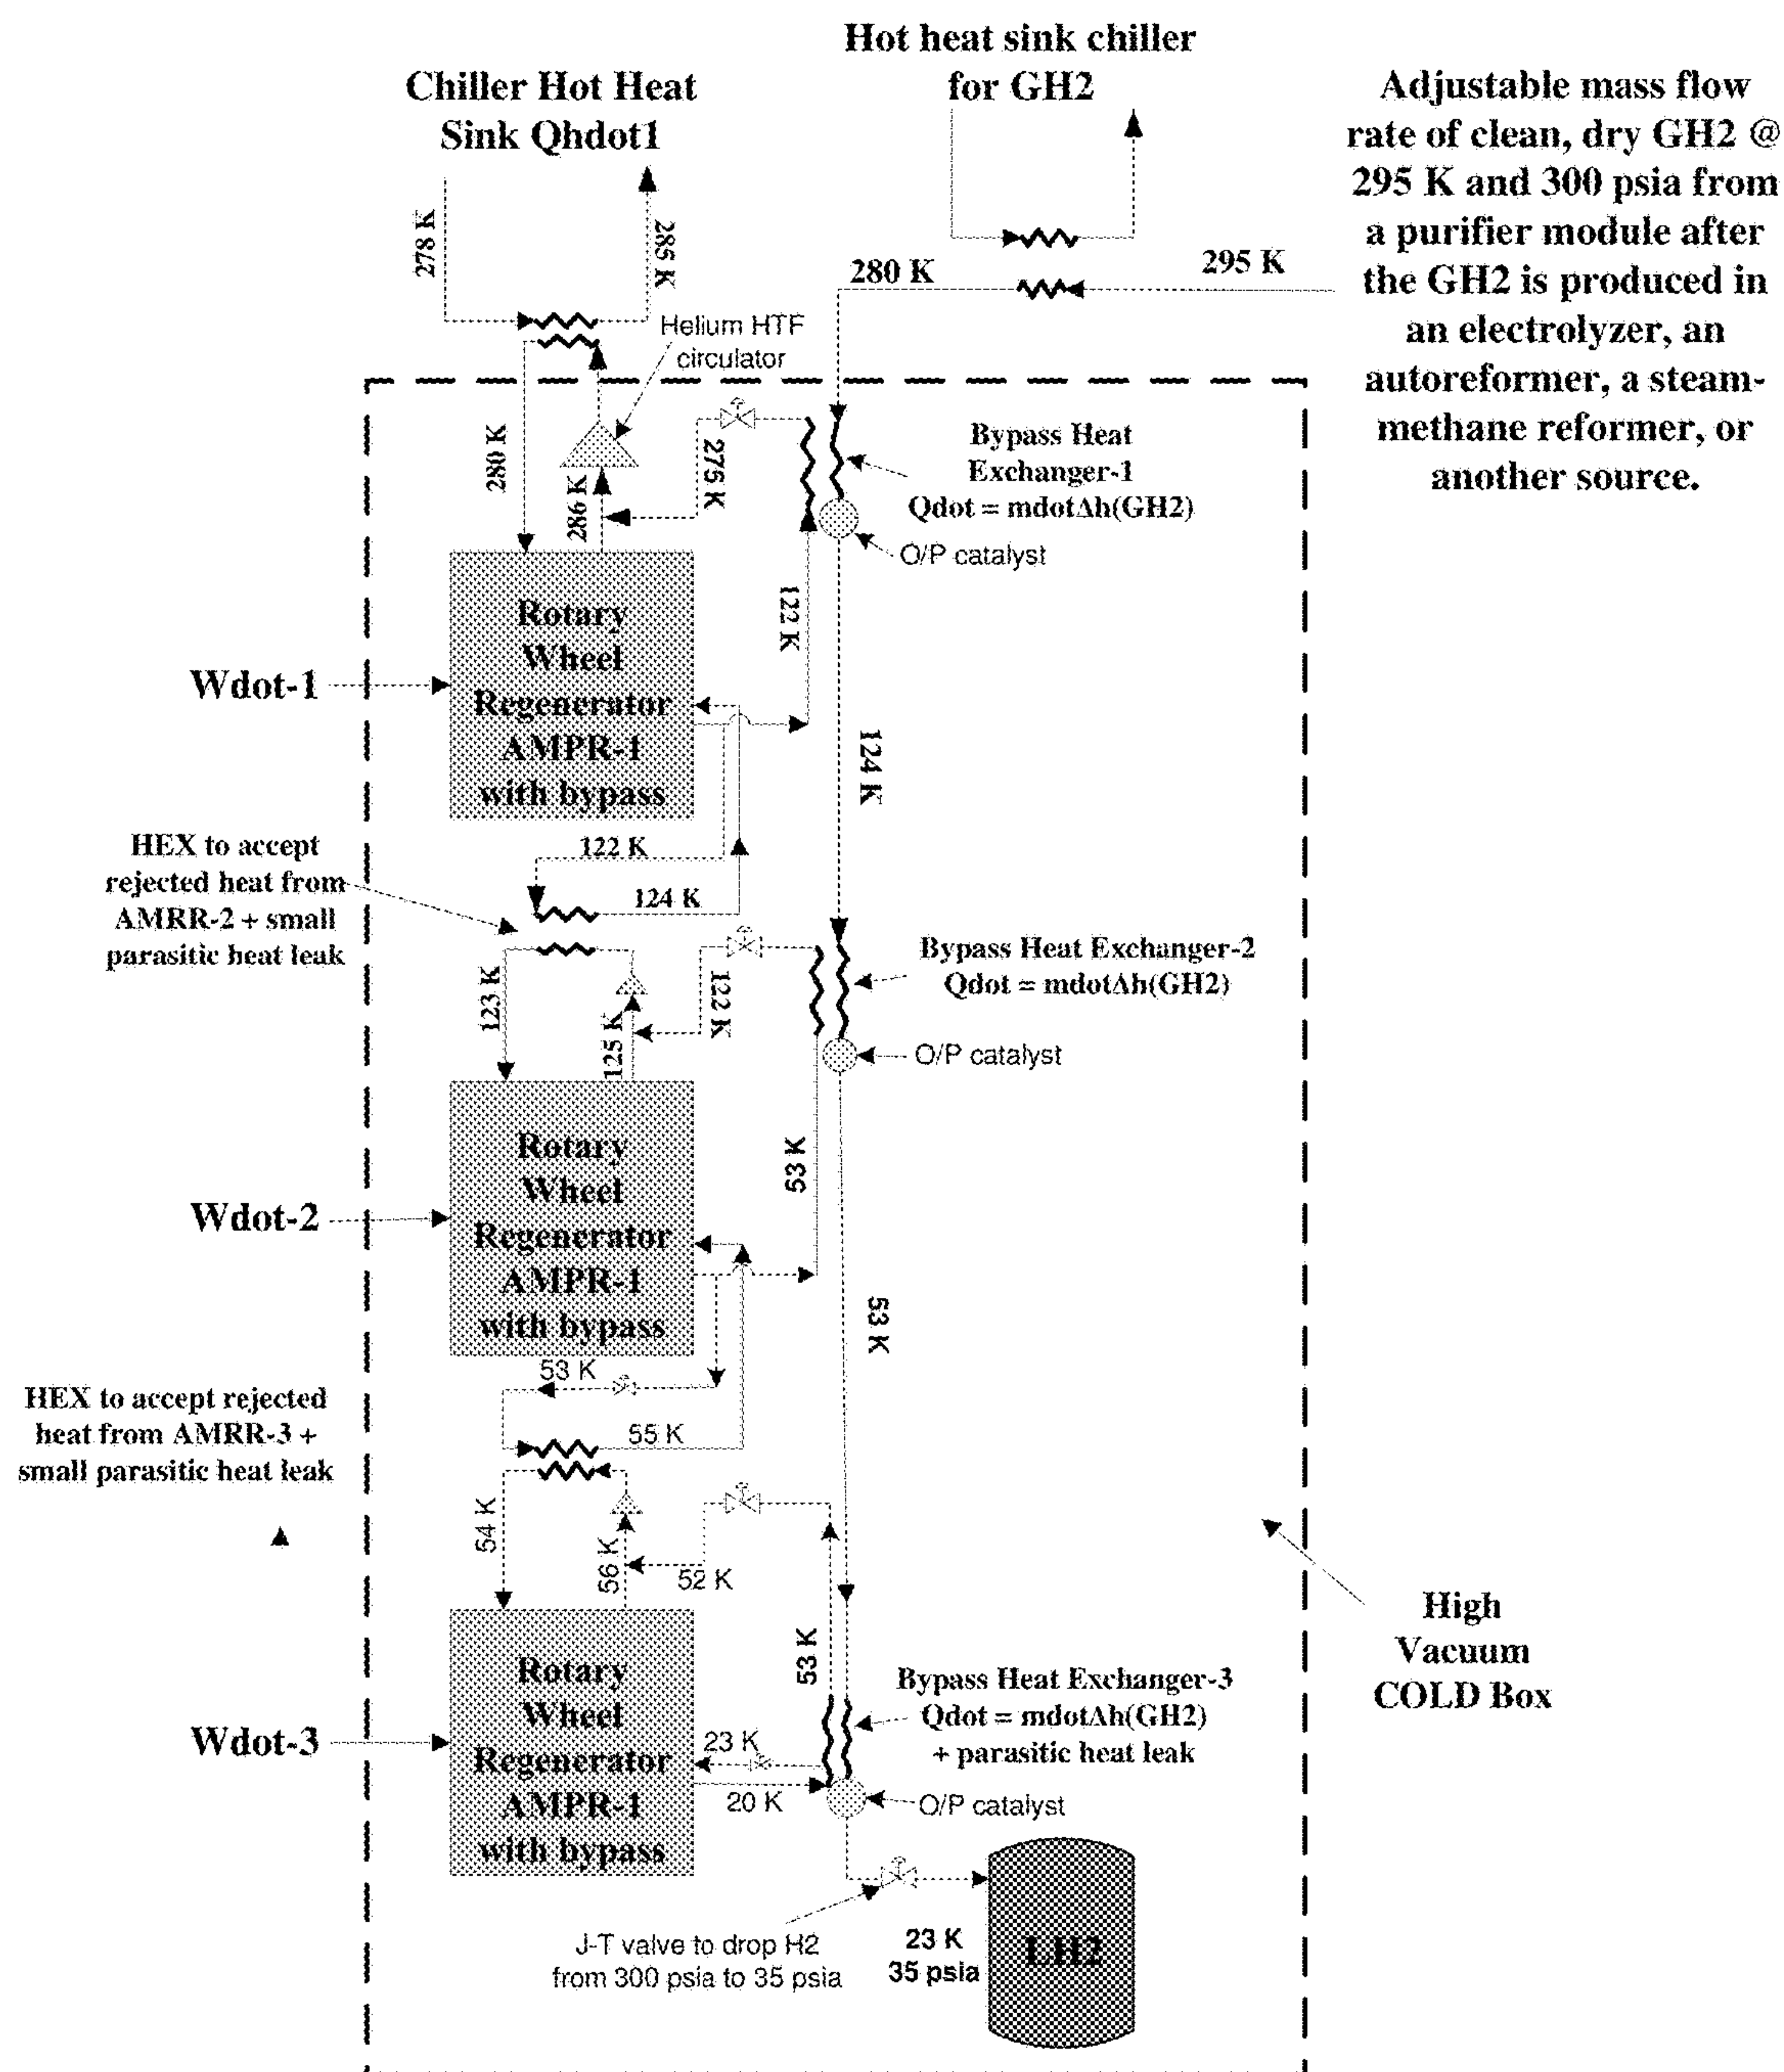 Hot heat sink chiller
for GH2
Chiller Hot Heat
Sink Qhdot1
Adjustable mass flow
rate of clean, dry GH2 @
295 K and 300 psia from
a purifier module after
the GH2 is produced in
an electrolyzer, an
autoreformer, a steam-
methane reformer, or
another source.
278 K
285 K
280 K
295 K
Helium HTF
circulator
280 K
286 K
275 K
Bypass Heat
Exchanger-1
Qdot = mdotΔh(GH2)
O/P catalyst
122 K
Rotary
Wheel
Regenerator
AMPR-1
with bypass
Wdot-1
124 K
HEX to accept
rejected heat from
AMRR-2 + small
parasitic heat leak
122 K
124 K
123 K
125 K
122 K
Bypass Heat Exchanger-2
Qdot = mdotΔh(GH2)
O/P catalyst
53 K
Rotary
Wheel
Regenerator
AMPR-1
with bypass
Wdot-2
53 K
53 K
HEX to accept rejected
heat from AMRR-3 +
small parasitic heat leak
55 K
54 K
56 K
52 K
53 K
High
Vacuum
COLD Box
Rotary
Wheel
Regenerator
AMPR-1
with bypass
Wdot-3
Bypass Heat Exchanger-3
Qdot = mdotΔh(GH2)
+ parasitic heat leak
23 K
20 K
O/P catalyst
J-T valve to drop H2
from 300 psia to 35 psia
23 K
35 psia
LH2